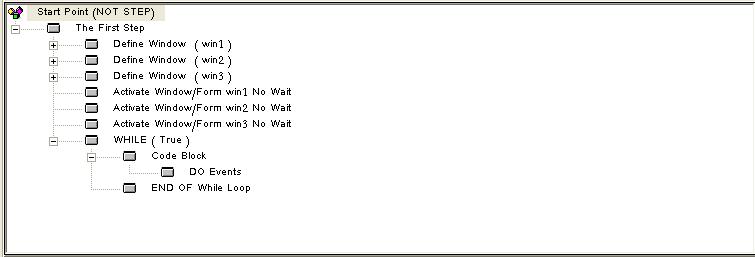 Start Point (NOT STEP)
The First Step
Define Window ( win1 )
Define Window ( win2 )
Define Window ( win3 )
Activate Window/Form win1 No Wait
Activate Window/Form win2 No Wait
Activate Window/Form win3 No Wait
WHILE ( True )
Code Block
DO Events
END OF While Loop